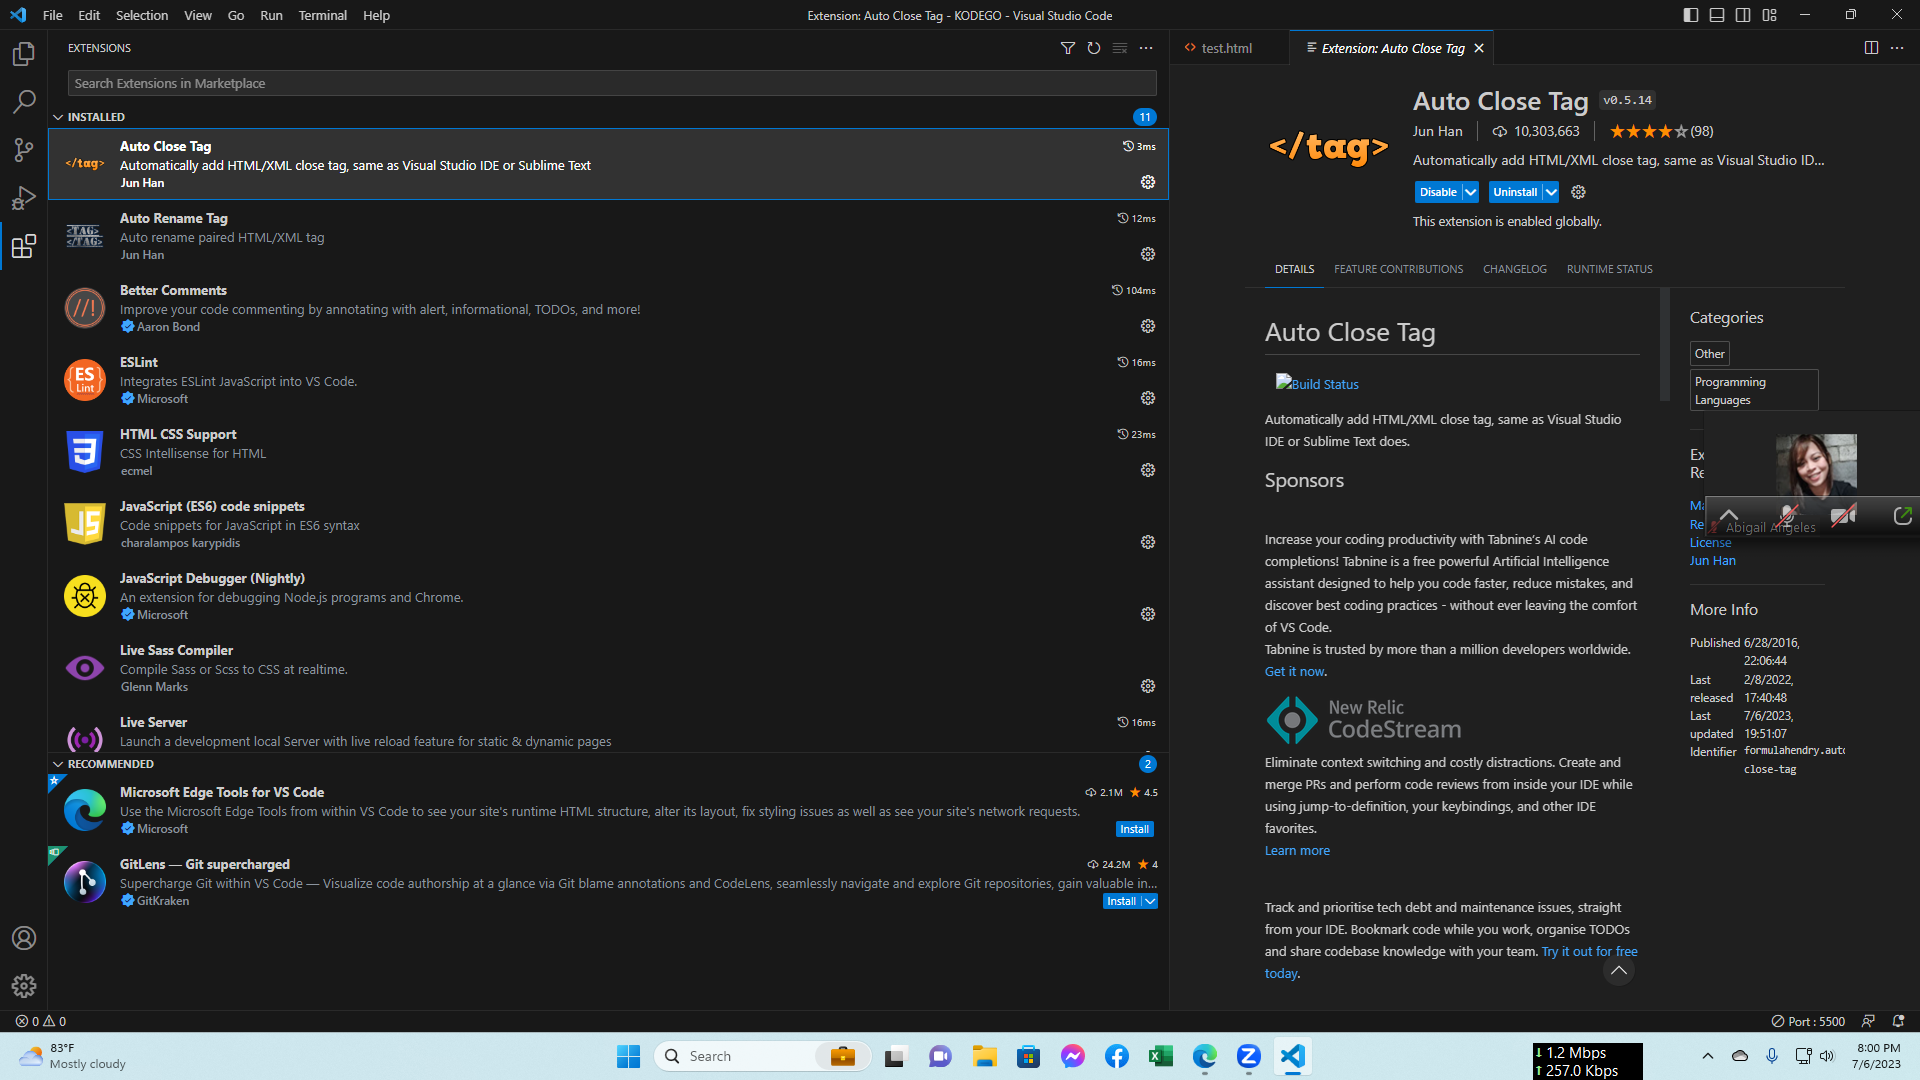 File Edit Selection View Go Run Terminal Help
Extension: Auto Close Tag - KODEGO - Visual Studio Code
EXTENSIONS
Search Extensions in Marketplace
INSTALLED 11
</tag>
Auto Close Tag 3ms
Automatically add HTML/XML close tag, same as Visual Studio IDE or Sublime Text
Jun Han
<TAG>
</TAG>
Auto Rename Tag 12ms
Auto rename paired HTML/XML tag
Jun Han
//!
Better Comments 104ms
Improve your code commenting by annotating with alert, informational, TODOs, and more!
Aaron Bond
ES
Lint
ESLint 16ms
Integrates ESLint JavaScript into VS Code.
Microsoft
HTML CSS Support 23ms
CSS Intellisense for HTML
ecmel
JS
JavaScript (ES6) code snippets
Code snippets for JavaScript in ES6 syntax
charalampos karypidis
JavaScript Debugger (Nightly)
An extension for debugging Node.js programs and Chrome.
Microsoft
Live Sass Compiler
Compile Sass or Scss to CSS at realtime.
Glenn Marks
Live Server 16ms
Launch a development local Server with live reload feature for static & dynamic pages
RECOMMENDED 2
Microsoft Edge Tools for VS Code 2.1M 4.5
Use the Microsoft Edge Tools from within VS Code to see your site's runtime HTML structure, alter its layout, fix styling issues as well as see your site's network requests.
Microsoft Install
GitLens — Git supercharged 24.2M 4
Supercharge Git within VS Code — Visualize code authorship at a glance via Git blame annotations and CodeLens, seamlessly navigate and explore Git repositories, gain valuable in...
GitKraken Install
test.html Extension: Auto Close Tag
</tag>
Auto Close Tag v0.5.14
Jun Han 10,303,663 (98)
Automatically add HTML/XML close tag, same as Visual Studio ID...
Disable Uninstall
This extension is enabled globally.
DETAILS FEATURE CONTRIBUTIONS CHANGELOG RUNTIME STATUS
Auto Close Tag
Build Status
Automatically add HTML/XML close tag, same as Visual Studio
IDE or Sublime Text does.
Sponsors
Increase your coding productivity with Tabnine's AI code
completions! Tabnine is a free powerful Artificial Intelligence
assistant designed to help you code faster, reduce mistakes, and
discover best coding practices - without ever leaving the comfort
of VS Code.
Tabnine is trusted by more than a million developers worldwide.
Get it now.
New Relic
CodeStream
Eliminate context switching and costly distractions. Create and
merge PRs and perform code reviews from inside your IDE while
using jump-to-definition, your keybindings, and other IDE
favorites.
Learn more
Track and prioritise tech debt and maintenance issues, straight
from your IDE. Bookmark code while you work, organise TODOs
and share codebase knowledge with your team. Try it out for free
today.
Categories
Other
Programming
Languages
Ex
Re
Ma
Re
Abigail Angeles
License
Jun Han
More Info
Published 6/28/2016,
22:06:44
Last 2/8/2022,
released 17:40:48
Last 7/6/2023,
updated 19:51:07
Identifier formulahendry.auto
close-tag
0 0
Port : 5500
83°F
Mostly cloudy
Search
1.2 Mbps
257.0 Kbps
8:00 PM
7/6/2023